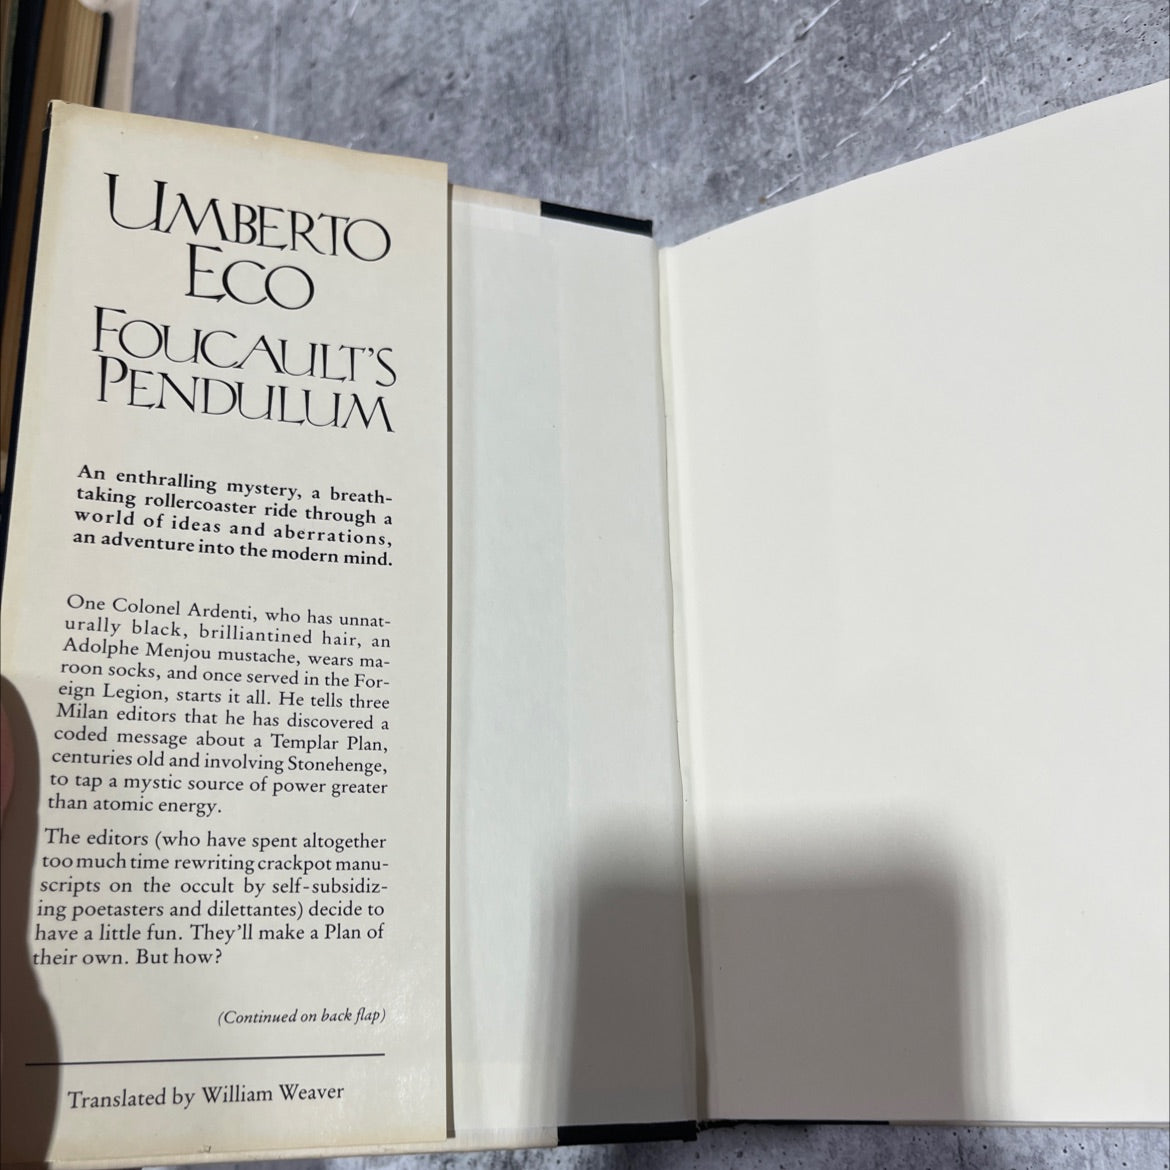 UMBERTO
ECO
FOUCAULT'S
PENDULUM
An enthralling mystery, a breath-
taking rollercoaster ride through a
world of ideas and aberrations,
an adventure into the modern mind.
One Colonel Ardenti, who has unnat-
urally black, brilliantined hair, an
Adolphe Menjou mustache, wears ma-
roon socks, and once served in the For-
eign Legion, starts it all. He tells three
Milan editors that he has discovered a
coded message about a Templar Plan,
centuries old and involving Stonehenge,
to tap a mystic source of power greater
than atomic energy.
The editors (who have spent altogether
too much time rewriting crackpot manu-
scripts on the occult by self-subsidiz-
ing poetasters and dilettantes) decide to
have a little fun. They'll make a Plan of
their own. But how?
(Continued on back flap)
Translated by William Weaver